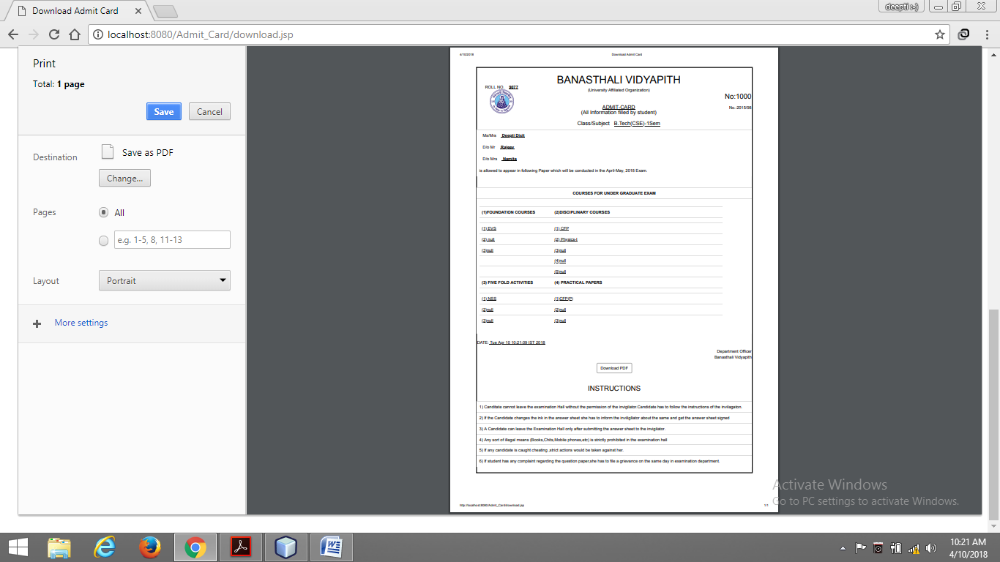 Download Admit Card
deepti :-)
localhost:8080/Admit_Card/download.jsp
Print
Total: 1 page
Save
Cancel
Destination
Save as PDF
Change...
Pages
All
e.g. 1-5, 8, 11-13
Layout
Portrait
More settings
4/10/2018
Download Admit Card
BANASTHALI VIDYAPITH
ROLL NO. 9077
(University Affiliated Organization)
No:1000
ADMIT-CARD
No.:2015/98
(All Information filled by student)
Class/Subject B.Tech(CSE)-1Sem
Ms/Mrs Deepti Dixit
D/o Mr Rajeev
D/o Mrs Namita
is allowed to appear in following Paper which will be conducted in the April-May, 2018 Exam.
COURSES FOR UNDER GRADUATE EXAM
(1)FOUNDATION COURSES (2)DISCIPLINARY COURSES
(1) EVS (1) CFP
(2) null (2) Physics-I
(3)null (3)null
(4)null
(5)null
(3) FIVE FOLD ACTIVITIES (4) PRACTICAL PAPERS
(1) NSS (1)CFP(P)
(2)null (2)null
(3)null (3)null
DATE: Tue Apr 10 10:21:09 IST 2018
Department Officer
Banasthali Vidyapith
Download PDF
INSTRUCTIONS
1) Canditate cannot leave the examination Hall without the permission of the invigilator.Candidate has to follow the instructions of the invilagaton.
2) If the Candidate changes the ink in the answer sheet she has to inform the inviligilator about the same and get the answer sheet signed
3) A Candidate can leave the Examination Hall only after submitting the answer sheet to the invigilator.
4) Any sort of illegal means (Books,Chits,Mobile phones,etc) is strictly prohibited in the examination hall
5) If any candidate is caught cheating ,strict actions would be taken against her.
6) If student has any complaint regarding the question paper,she has to file a grievance on the same day in examination department.
http://localhost:8080/Admit_Card/download.jsp
1/1
Activate Windows
Go to PC settings to activate Windows.
10:21 AM
4/10/2018